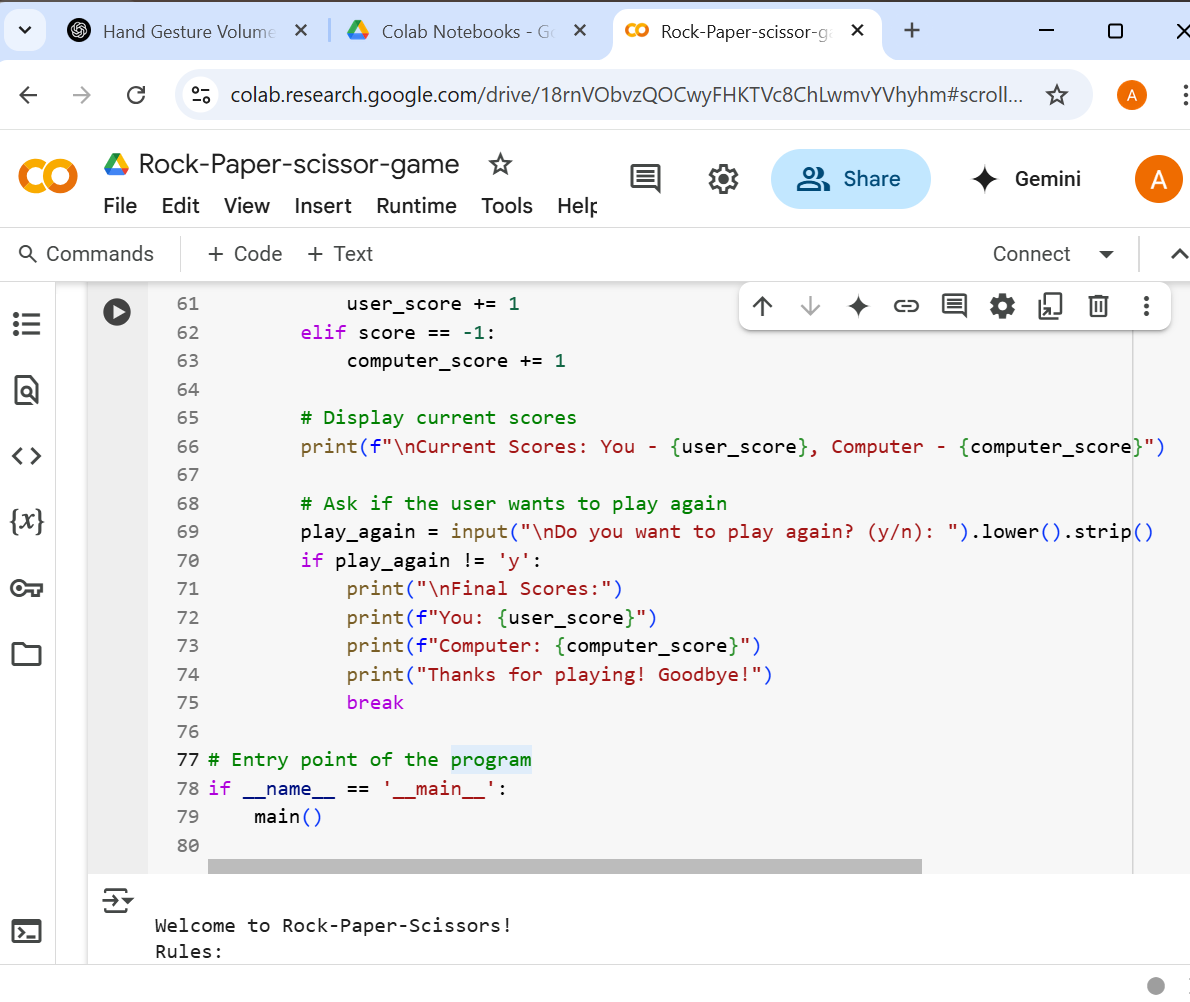 Hand Gesture Volume
Colab Notebooks - Go
Rock-Paper-scissor-ga
colab.research.google.com/drive/18rnVObvzQOCwyFHKTVc8ChLwmvYVhyhm#scroll...
A
Rock-Paper-scissor-game
Share
Gemini
A
File Edit View Insert Runtime Tools Help
Commands
+ Code + Text
Connect
61 user_score += 1
62 elif score == -1:
63 computer_score += 1
64
65 # Display current scores
66 print(f"\nCurrent Scores: You - {user_score}, Computer - {computer_score}")
67
68 # Ask if the user wants to play again
69 play_again = input("\nDo you want to play again? (y/n): ").lower().strip()
70 if play_again != 'y':
71 print("\nFinal Scores:")
72 print(f"You: {user_score}")
73 print(f"Computer: {computer_score}")
74 print("Thanks for playing! Goodbye!")
75 break
76
77 # Entry point of the program
78 if __name__ == '__main__':
79 main()
80
Welcome to Rock-Paper-Scissors!
Rules: